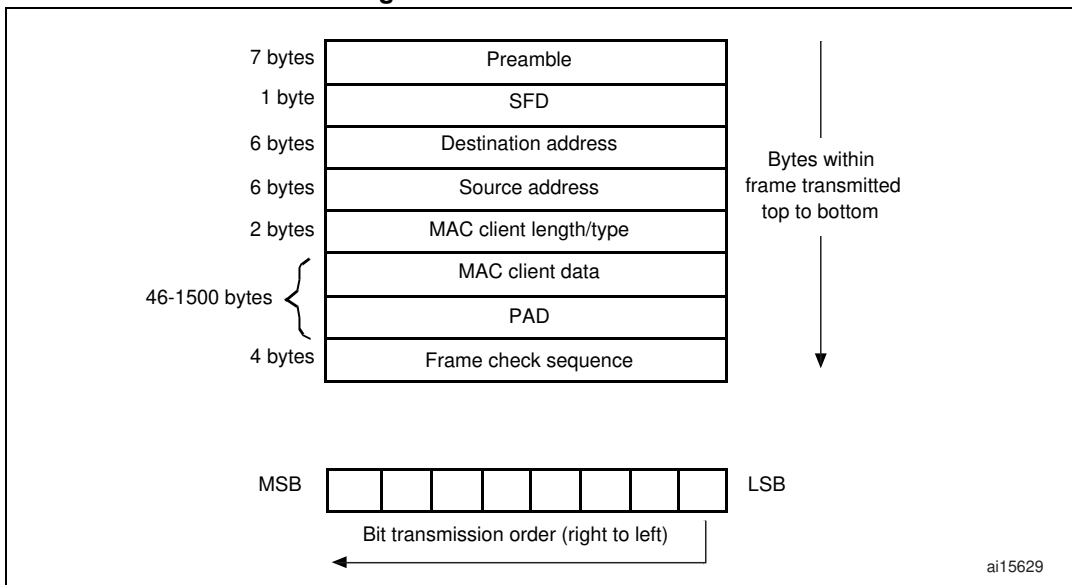 7 bytes Preamble
1 byte SFD
6 bytes Destination address
6 bytes Source address
2 bytes MAC client length/type
MAC client data
46-1500 bytes
PAD
4 bytes Frame check sequence
Bytes within
frame transmitted
top to bottom
MSB LSB
Bit transmission order (right to left)
ai15629